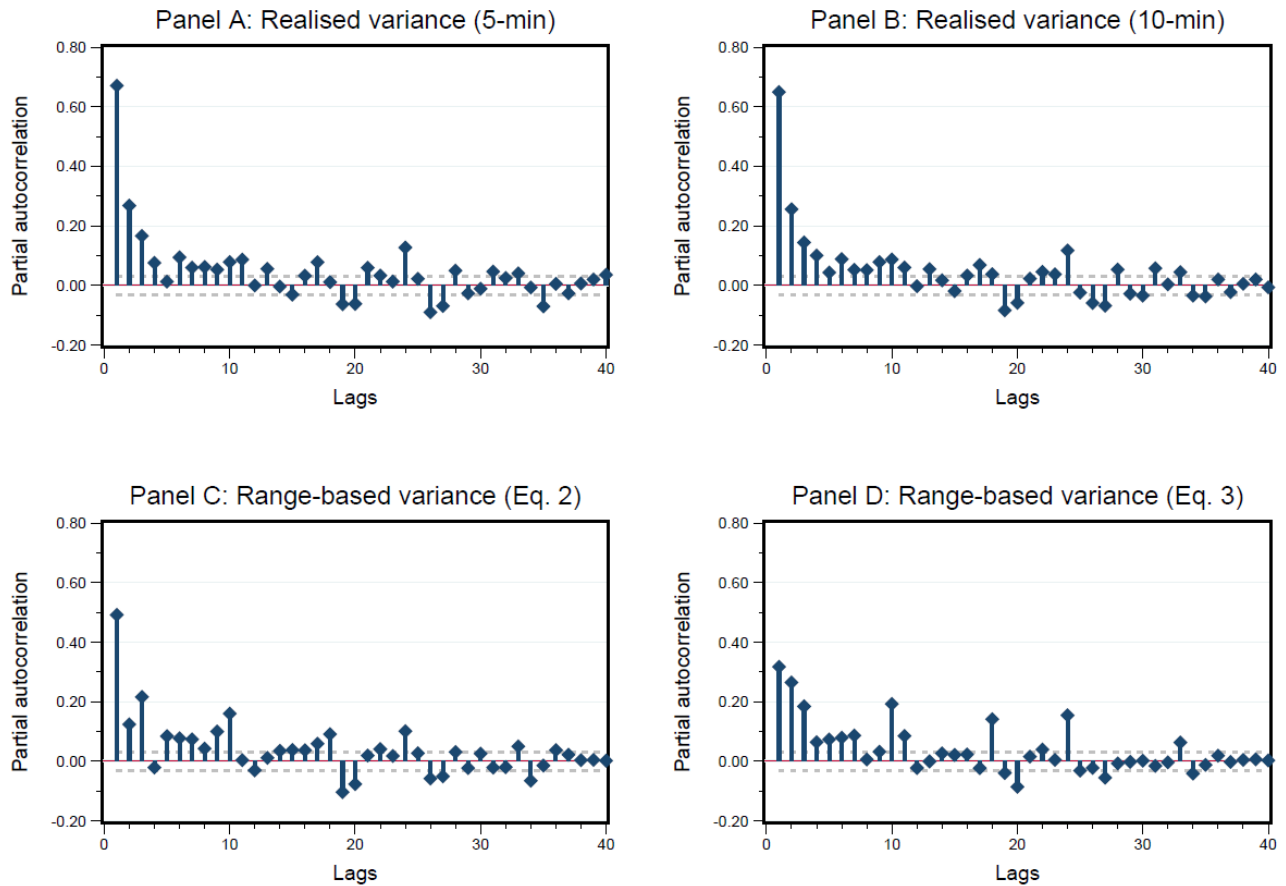 Panel A: Realised variance (5-min)
0.80
0.60
0.40
0.20
0.00
-0.20
Partial autocorrelation
0 10 20 30 40
Lags
Panel B: Realised variance (10-min)
0.80
0.60
0.40
0.20
0.00
-0.20
Partial autocorrelation
0 10 20 30 40
Lags
Panel C: Range-based variance (Eq. 2)
0.80
0.60
0.40
0.20
0.00
-0.20
Partial autocorrelation
0 10 20 30 40
Lags
Panel D: Range-based variance (Eq. 3)
0.80
0.60
0.40
0.20
0.00
-0.20
Partial autocorrelation
0 10 20 30 40
Lags